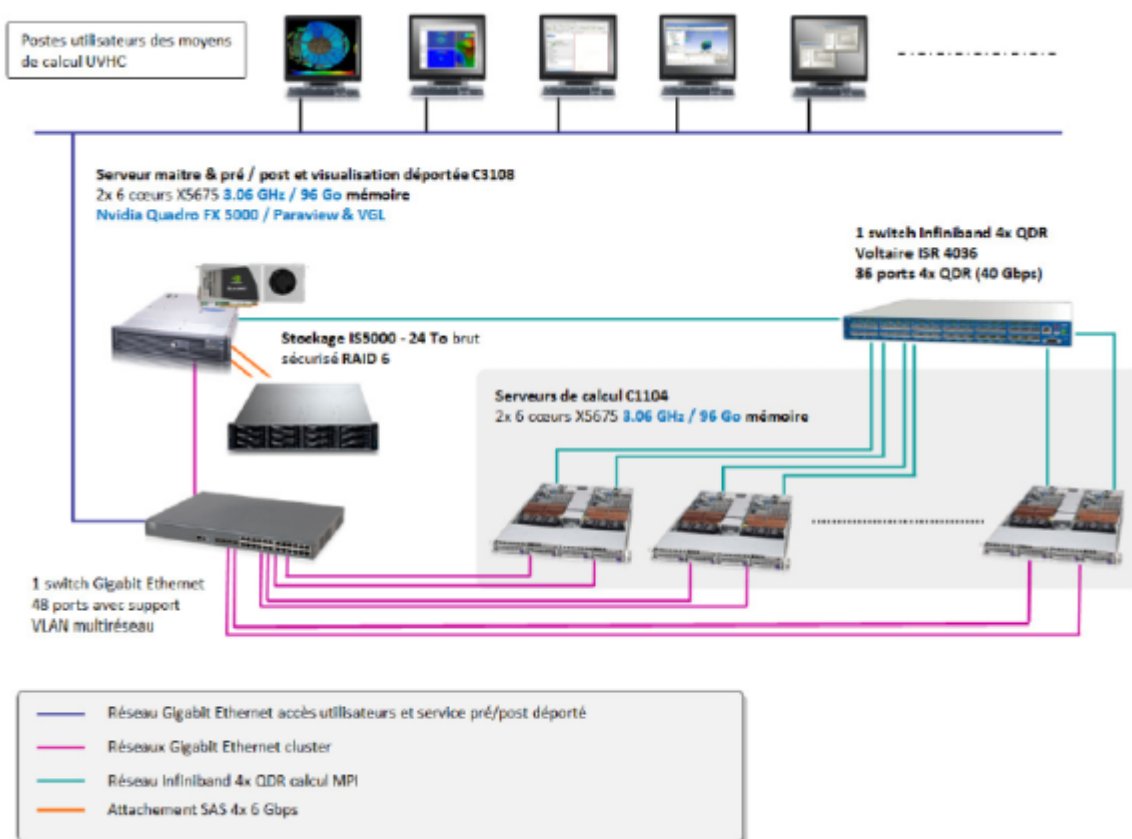 Postes utilisateurs des moyens
de calcul UVHC
Serveur maitre & pré / post et visualisation déportée C3108
2x 6 cœurs X5675 3.06 GHz / 96 Go mémoire
Nvidia Quadro FX 5000 / Paraview & VGL
1 switch Infiniband 4x QDR
Voltaire ISR 4036
36 ports 4x QDR (40 Gbps)
Stockage IS5000 - 24 To brut
sécurisé RAID 6
Serveurs de calcul C1104
2x 6 cœurs X5675 3.06 GHz / 96 Go mémoire
1 switch Gigabit Ethernet
48 ports avec support
VLAN multiréseau
Réseau Gigabit Ethernet accès utilisateurs et service pré/post déporté
Réseaux Gigabit Ethernet cluster
Réseau Infiniband 4x QDR calcul MPI
Attachement SAS 4x 6 Gbps